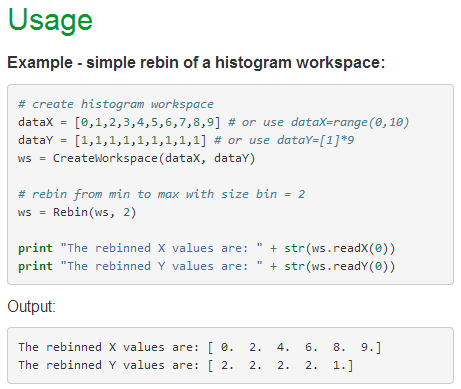 Usage
Example - simple rebin of a histogram workspace:
# create histogram workspace
dataX = [0,1,2,3,4,5,6,7,8,9] # or use dataX=range(0,10)
dataY = [1,1,1,1,1,1,1,1,1] # or use dataY=[1]*9
ws = CreateWorkspace(dataX, dataY)
# rebin from min to max with size bin = 2
ws = Rebin(ws, 2)
print "The rebinned X values are: " + str(ws.readX(0))
print "The rebinned Y values are: " + str(ws.readY(0))
Output:
The rebinned X values are: [ 0.  2.  4.  6.  8.  9.]
The rebinned Y values are: [ 2.  2.  2.  2.  1.]